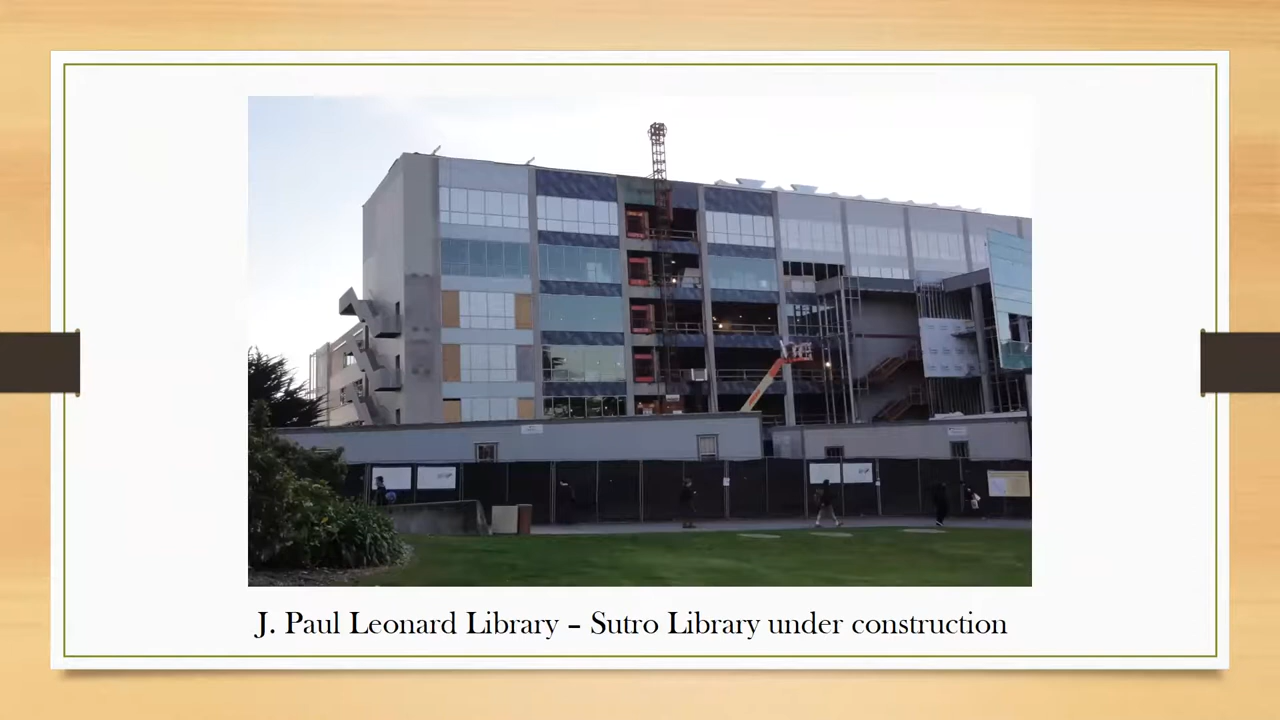 J. Paul Leonard Library – Sutro Library under construction